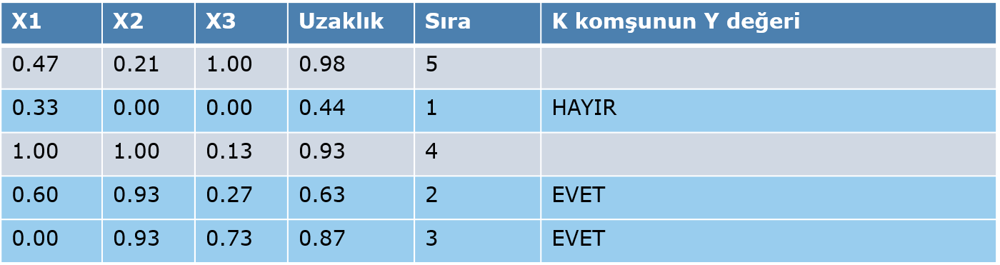 X1 X2 X3 Uzaklık Sıra K komşunun Y değeri
0.47 0.21 1.00 0.98 5
0.33 0.00 0.00 0.44 1 HAYIR
1.00 1.00 0.13 0.93 4
0.60 0.93 0.27 0.63 2 EVET
0.00 0.93 0.73 0.87 3 EVET